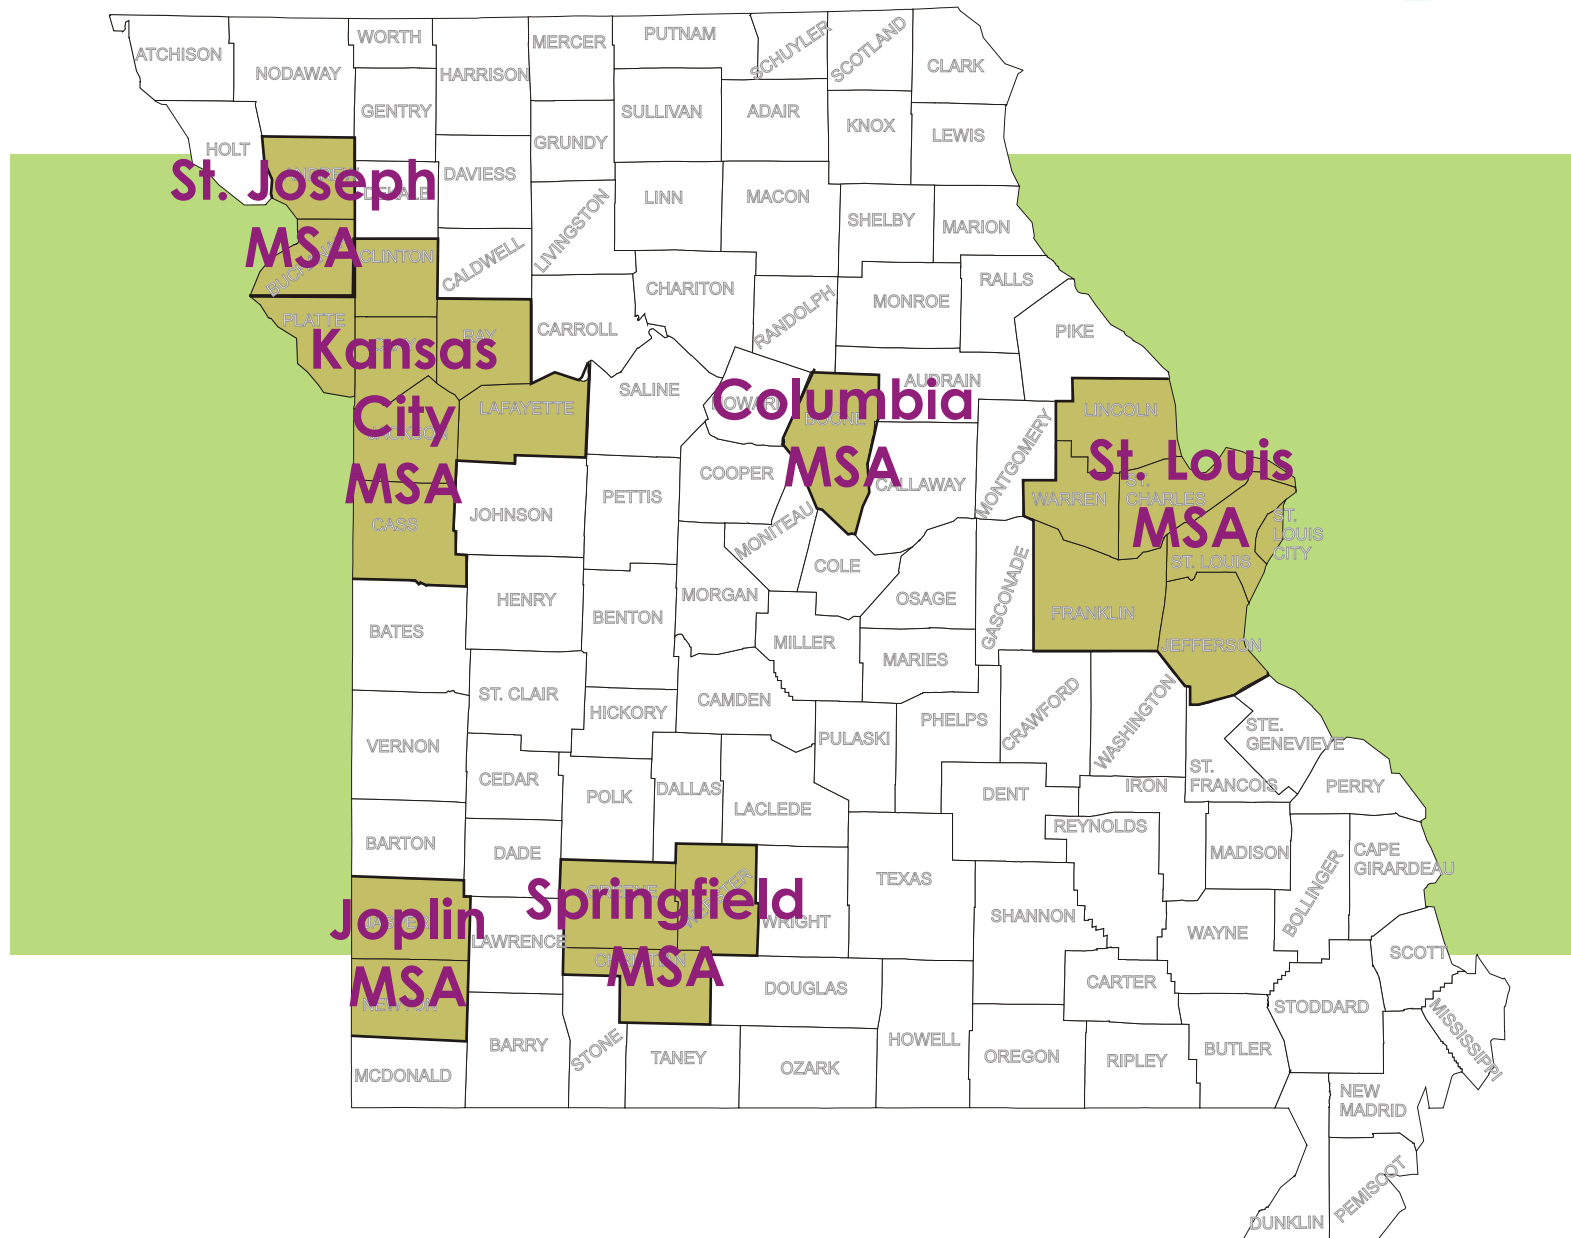 ATCHISON
NODAWAY
WORTH
HARRISON
MERCER
PUTNAM
SCHUYLER
SCOTLAND
CLARK
GENTRY
SULLIVAN
ADAIR
KNOX
LEWIS
HOLT
GRUNDY
DAVIESS
St. Joseph
MSA
DEKALB
LINN
MACON
SHELBY
MARION
LIVINGSTON
CALDWELL
CLINTON
CHARITON
RANDOLPH
MONROE
RALLS
PLATTE
RAY
CARROLL
PIKE
Kansas
City
MSA
LAFAYETTE
SALINE
HOWARD
Columbia
MSA
BOONE
AUDRAIN
LINCOLN
MONTGOMERY
St. Louis
MSA
WARREN
ST.
CHARLES
ST.
LOUIS
CITY
ST. LOUIS
CASS
JOHNSON
PETTIS
COOPER
MONITEAU
CALLAWAY
COLE
HENRY
BENTON
MORGAN
MILLER
OSAGE
GASCONADE
FRANKLIN
JEFFERSON
BATES
MARIES
ST. CLAIR
HICKORY
CAMDEN
PULASKI
PHELPS
CRAWFORD
WASHINGTON
STE.
GENEVIEVE
VERNON
CEDAR
POLK
DALLAS
LACLEDE
DENT
IRON
ST.
FRANCOIS
PERRY
BARTON
DADE
REYNOLDS
MADISON
BOLLINGER
CAPE
GIRARDEAU
TEXAS
Joplin
MSA
LAWRENCE
GREENE
Springfield
MSA
WRIGHT
SHANNON
WAYNE
SCOTT
NEWTON
CHRISTIAN
DOUGLAS
CARTER
STODDARD
MISSISSIPPI
MCDONALD
BARRY
STONE
TANEY
OZARK
HOWELL
OREGON
RIPLEY
BUTLER
NEW
MADRID
PEMISCOT
DUNKLIN